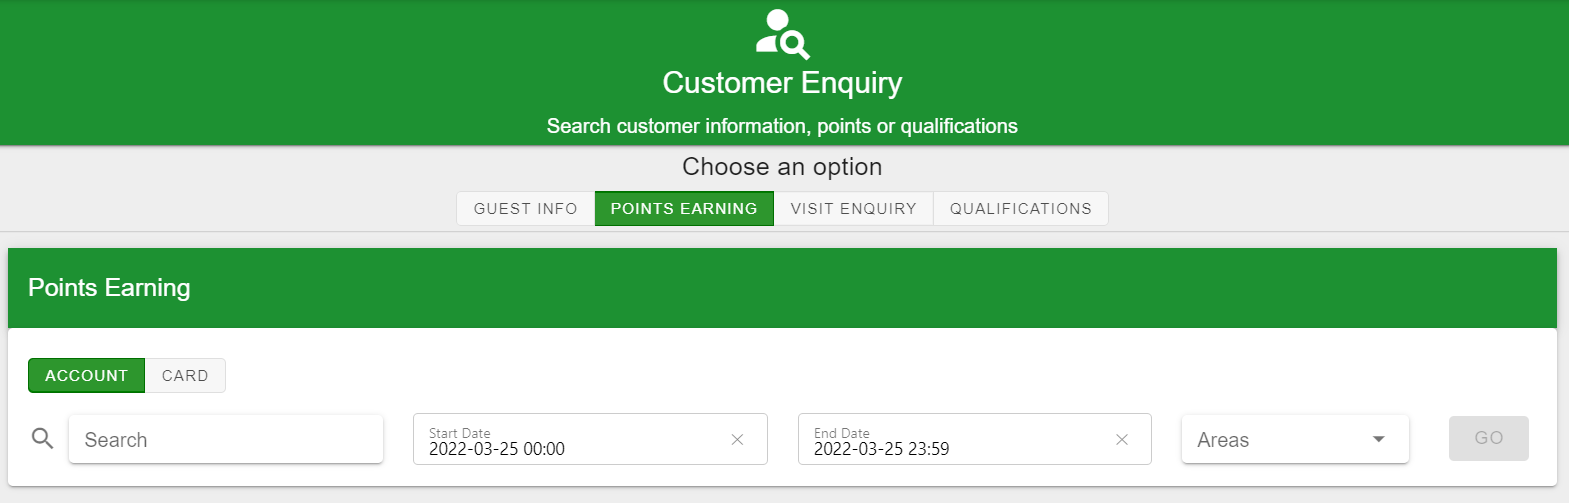 Customer Enquiry
Search customer information, points or qualifications
Choose an option
GUEST INFO POINTS EARNING VISIT ENQUIRY QUALIFICATIONS
Points Earning
ACCOUNT CARD
Search
Start Date
2022-03-25 00:00
End Date
2022-03-25 23:59
Areas
GO